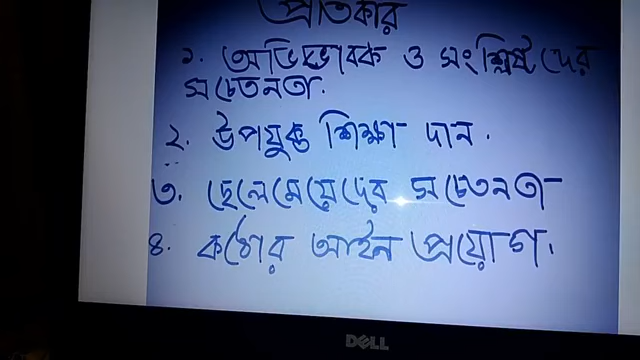 প্রতিকার
১. অভিভাবক ও সংশ্লিষ্টদের
সচেতনতা.
২. উপযুক্ত শিক্ষা দান.
৩. ছেলেমেয়েদের সচেতনতা
৪. কঠোর আইন প্রয়োগ.
DELL